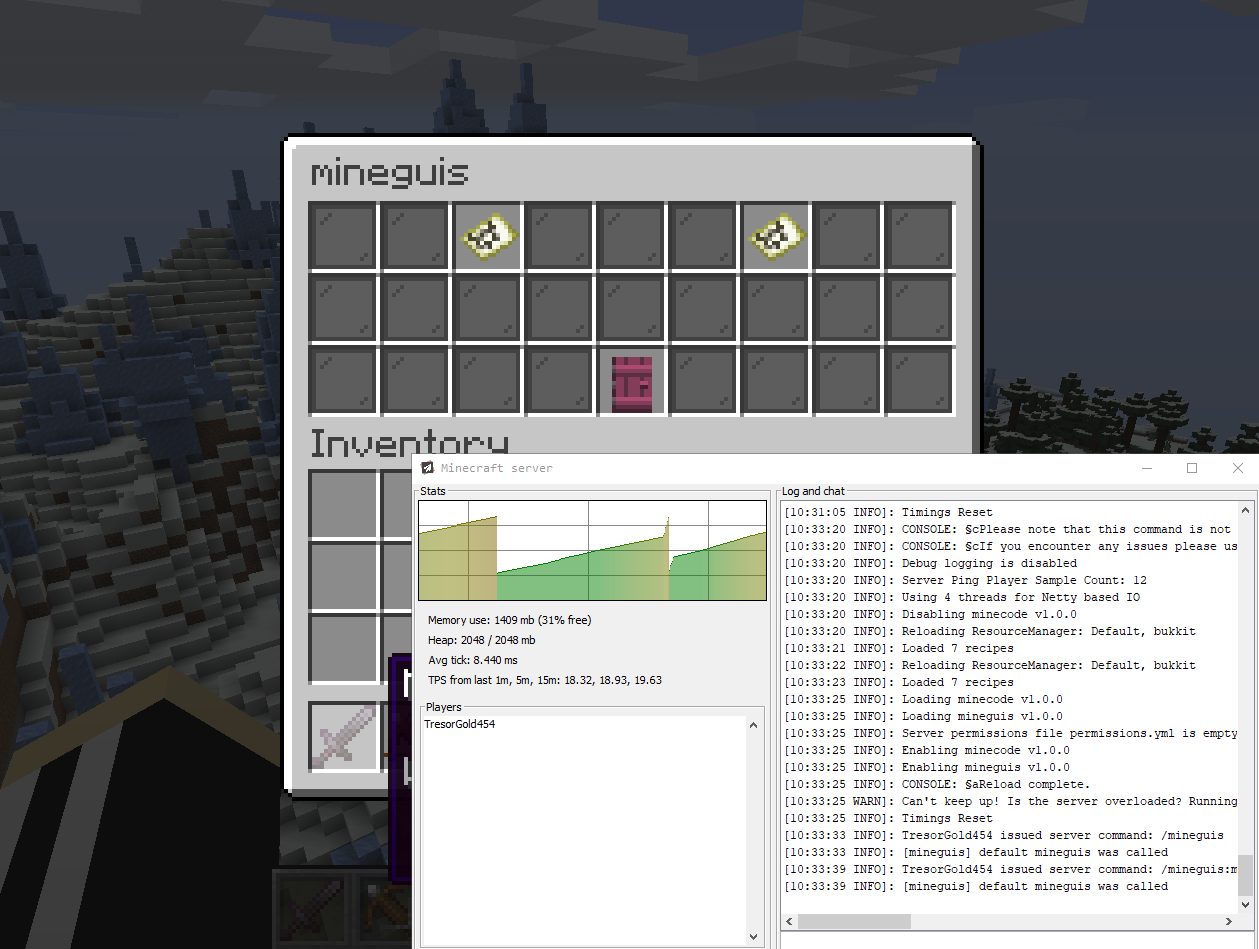 mineguis
Inventory
Minecraft server
Stats
Memory use: 1409 mb (31% free)
Heap: 2048 / 2048 mb
Avg tick: 8.440 ms
TPS from last 1m, 5m, 15m: 18.32, 18.93, 19.63
Players
TresorGold454
Log and chat
[10:31:05 INFO]: Timings Reset
[10:33:20 INFO]: CONSOLE: §cPlease note that this command is not
[10:33:20 INFO]: CONSOLE: §cIf you encounter any issues please us
[10:33:20 INFO]: Debug logging is disabled
[10:33:20 INFO]: Server Ping Player Sample Count: 12
[10:33:20 INFO]: Using 4 threads for Netty based IO
[10:33:20 INFO]: Disabling minecode v1.0.0
[10:33:20 INFO]: Reloading ResourceManager: Default, bukkit
[10:33:21 INFO]: Loaded 7 recipes
[10:33:22 INFO]: Reloading ResourceManager: Default, bukkit
[10:33:23 INFO]: Loaded 7 recipes
[10:33:25 INFO]: Loading minecode v1.0.0
[10:33:25 INFO]: Loading mineguis v1.0.0
[10:33:25 INFO]: Server permissions file permissions.yml is empty
[10:33:25 INFO]: Enabling minecode v1.0.0
[10:33:25 INFO]: Enabling mineguis v1.0.0
[10:33:25 INFO]: CONSOLE: §aReload complete.
[10:33:25 WARN]: Can't keep up! Is the server overloaded? Running
[10:33:25 INFO]: Timings Reset
[10:33:33 INFO]: TresorGold454 issued server command: /mineguis
[10:33:33 INFO]: [mineguis] default mineguis was called
[10:33:39 INFO]: TresorGold454 issued server command: /mineguis:m
[10:33:39 INFO]: [mineguis] default mineguis was called